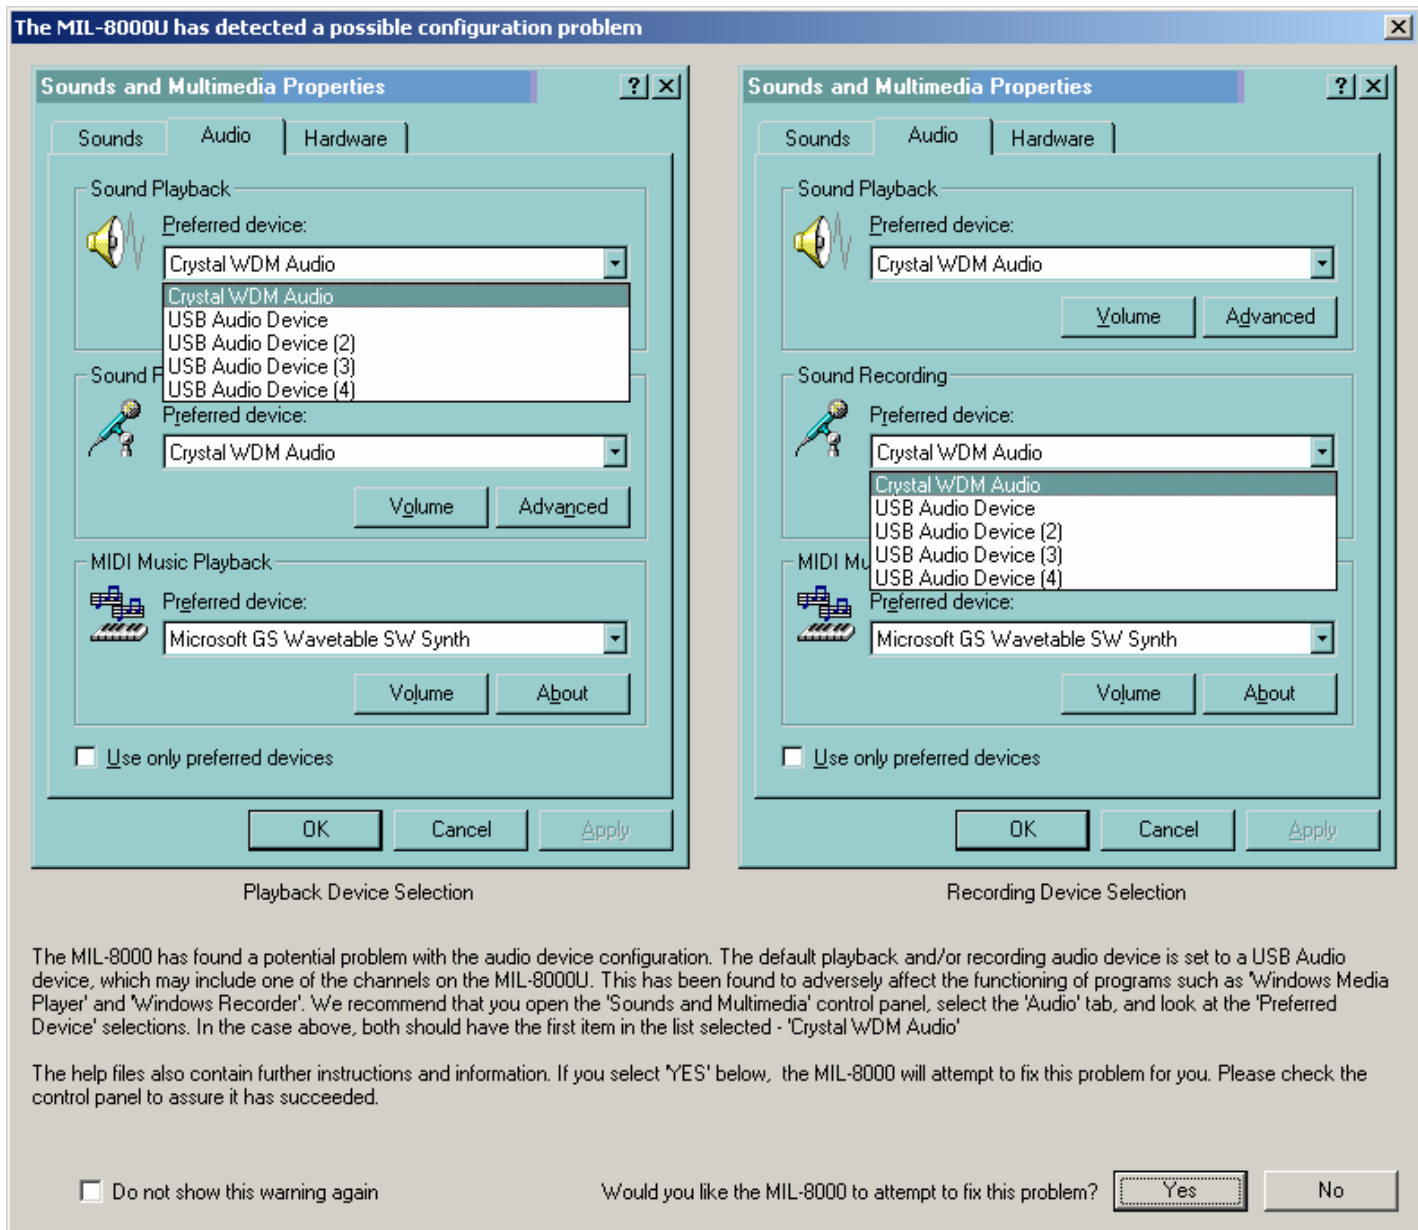 The MIL-8000U has detected a possible configuration problem
Sounds and Multimedia Properties
Sounds
Audio
Hardware
Sound Playback
Preferred device:
Crystal WDM Audio
Crystal WDM Audio
USB Audio Device
USB Audio Device (2)
USB Audio Device (3)
USB Audio Device (4)
Sound F
Preferred device:
Crystal WDM Audio
Volume
Advanced
MIDI Music Playback
Preferred device:
Microsoft GS Wavetable SW Synth
Volume
About
Use only preferred devices
OK
Cancel
Apply
Playback Device Selection
Sounds and Multimedia Properties
Sounds
Audio
Hardware
Sound Playback
Preferred device:
Crystal WDM Audio
Volume
Advanced
Sound Recording
Preferred device:
Crystal WDM Audio
Crystal WDM Audio
USB Audio Device
USB Audio Device (2)
USB Audio Device (3)
USB Audio Device (4)
MIDI Mu
Preferred device:
Microsoft GS Wavetable SW Synth
Volume
About
Use only preferred devices
OK
Cancel
Apply
Recording Device Selection
The MIL-8000 has found a potential problem with the audio device configuration. The default playback and/or recording audio device is set to a USB Audio
device, which may include one of the channels on the MIL-8000U. This has been found to adversely affect the functioning of programs such as 'Windows Media
Player' and 'Windows Recorder'. We recommend that you open the 'Sounds and Multimedia' control panel, select the 'Audio' tab, and look at the 'Preferred
Device' selections. In the case above, both should have the first item in the list selected - 'Crystal WDM Audio'
The help files also contain further instructions and information. If you select 'YES' below,  the MIL-8000 will attempt to fix this problem for you. Please check the
control panel to assure it has succeeded.
Do not show this warning again
Would you like the MIL-8000 to attempt to fix this problem?
Yes
No